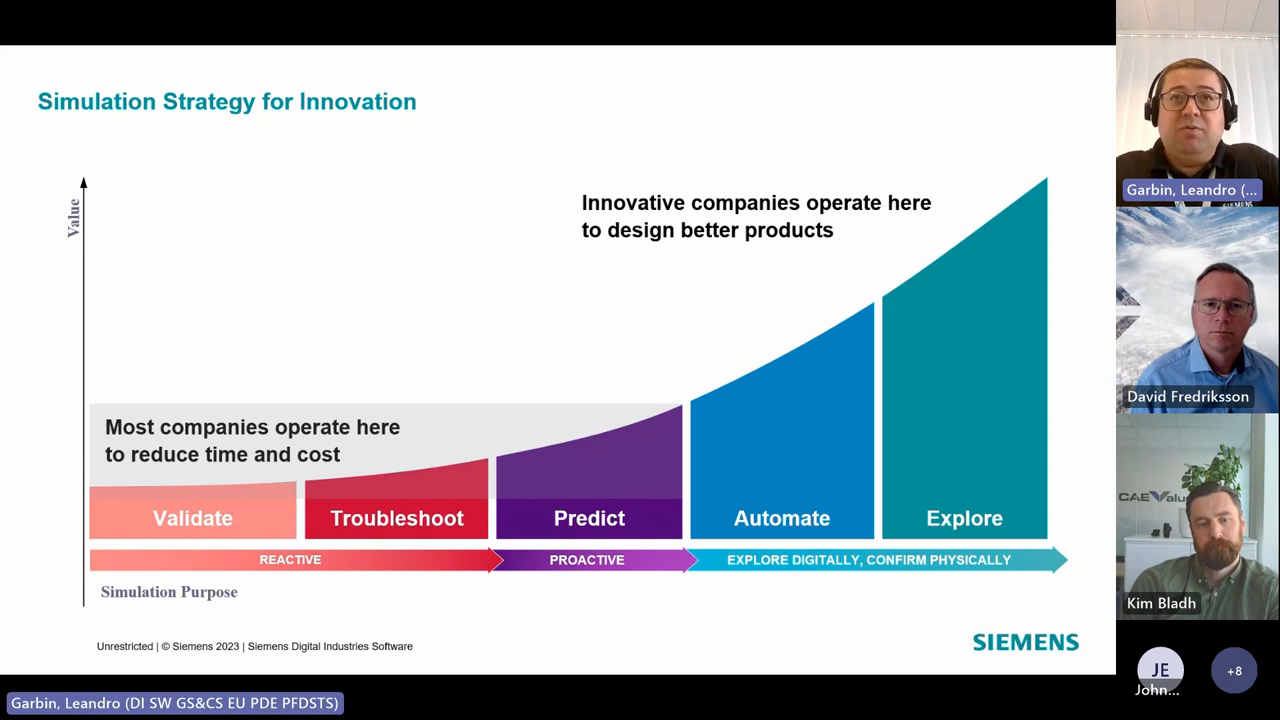 Simulation Strategy for Innovation
Value
Innovative companies operate here
to design better products
Most companies operate here
to reduce time and cost
Validate
Troubleshoot
Predict
Automate
Explore
REACTIVE
PROACTIVE
EXPLORE DIGITALLY, CONFIRM PHYSICALLY
Simulation Purpose
Unrestricted | © Siemens 2023 | Siemens Digital Industries Software
SIEMENS
Garbin, Leandro (DI SW GS&CS EU PDE PFDSTS)
Garbin, Leandro (...
SIEMENS
David Fredriksson
CAEValue
Kim Bladh
JE
John...
+8